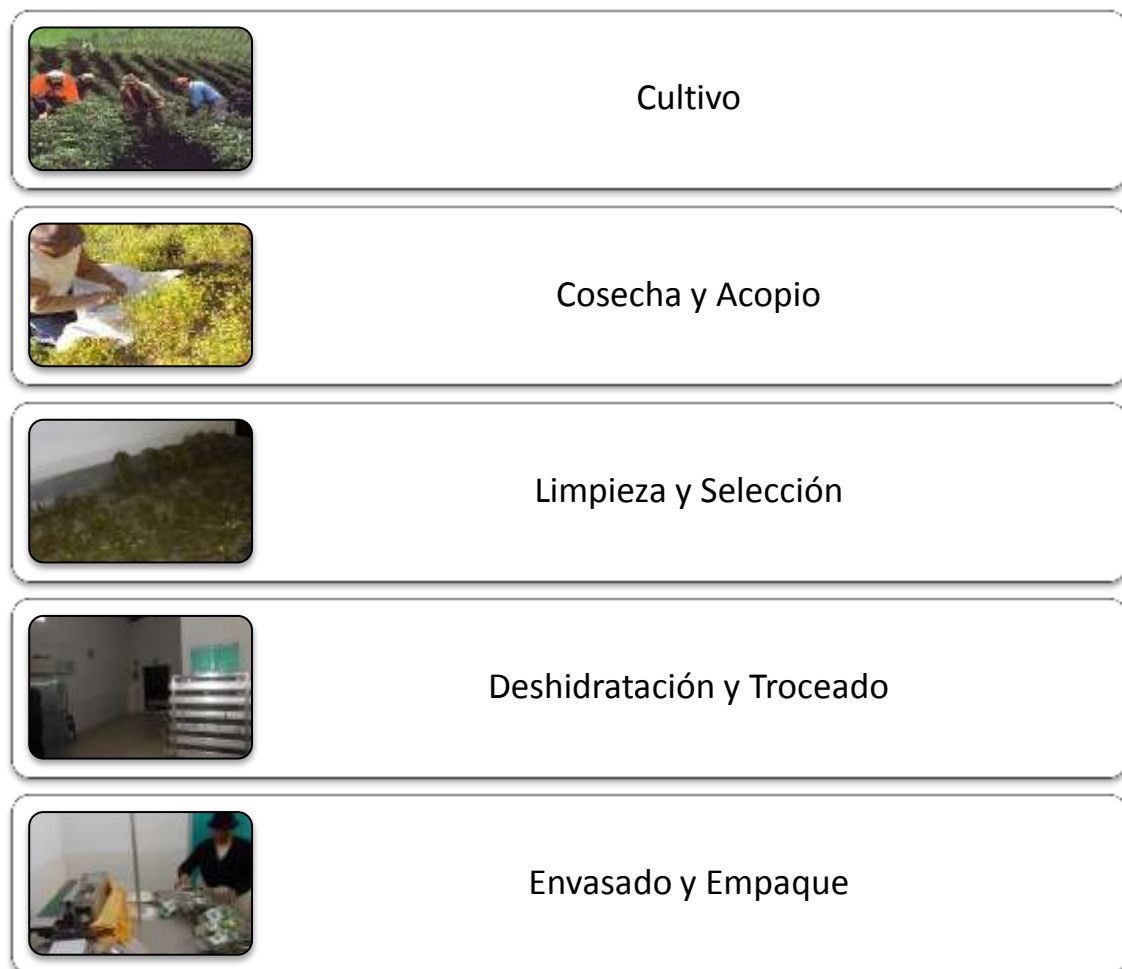 Cultivo
Cosecha y Acopio
Limpieza y Selección
Deshidratación y Troceado
Envasado y Empaque